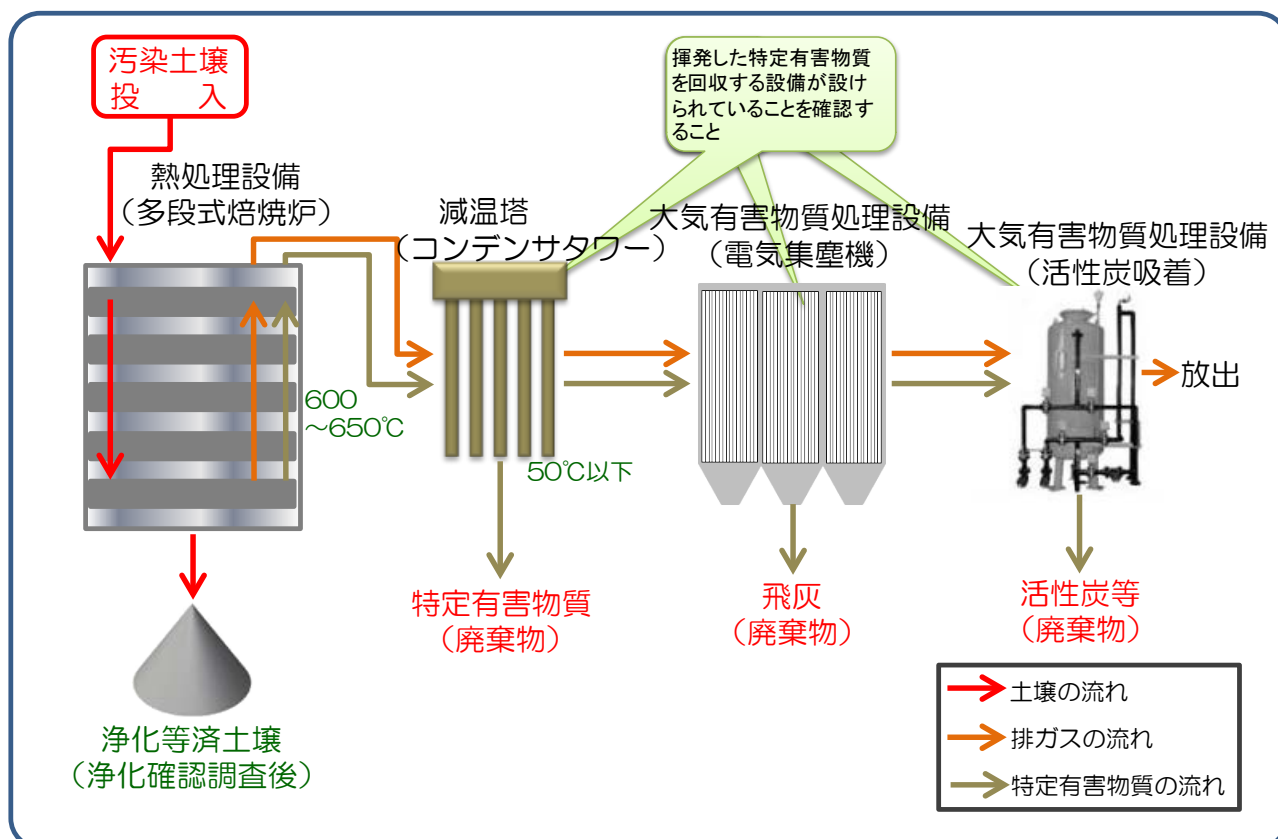 汚染土壌
投　　入
揮発した特定有害物質
を回収する設備が設け
られていることを確認す
ること
熱処理設備
（多段式焙焼炉）
減温塔
（コンデンサタワー）
大気有害物質処理設備
（電気集塵機）
大気有害物質処理設備
（活性炭吸着）
600
～650℃
50℃以下
放出
特定有害物質
（廃棄物）
飛灰
（廃棄物）
活性炭等
（廃棄物）
浄化等済土壌
（浄化確認調査後）
土壌の流れ
排ガスの流れ
特定有害物質の流れ